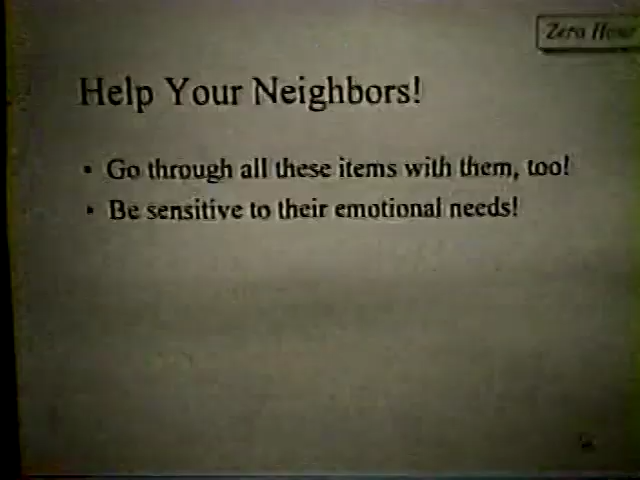 Zero Hour
Help Your Neighbors!
• Go through all these items with them, too!
• Be sensitive to their emotional needs!